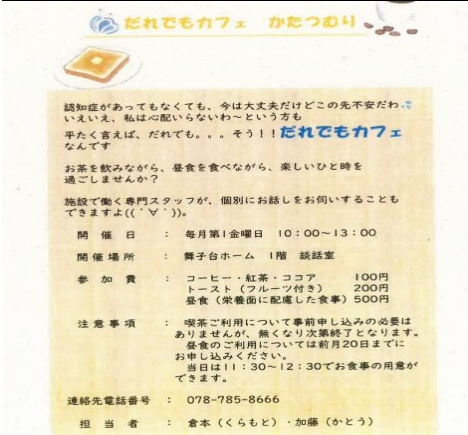 だれでもカフェ　かたつむり
認知症があってもなくても、今は大丈夫だけどこの先不安だわ
いえいえ、私は心配いらないわ～という方も
平たく言えば、だれでも。。。そう！！だれでもカフェ
なんです
お茶を飲みながら、昼食を食べながら、楽しいひと時を
過ごしませんか？
施設で働く専門スタッフが、個別にお話しをお伺いすることも
できますよ((´∀｀))。
開　催　日　：　毎月第1金曜日　10：00～13：00
開催場所　：　舞子台ホーム　1階　談話室
参　加　費　：　コーヒー・紅茶・ココア　100円
トースト（フルーツ付き）　200円
昼食（栄養面に配慮した食事）500円
注意事項　：　喫茶ご利用について事前申し込みの必要は
ありませんが、無くなり次第終了となります。
昼食のご利用については前月20日までに
お申し込みください。
当日は11：30～12：30でお食事の用意が
できます。
連絡先電話番号　：　078-785-8666
担　当　者　：　倉本（くらもと）・加藤（かとう）